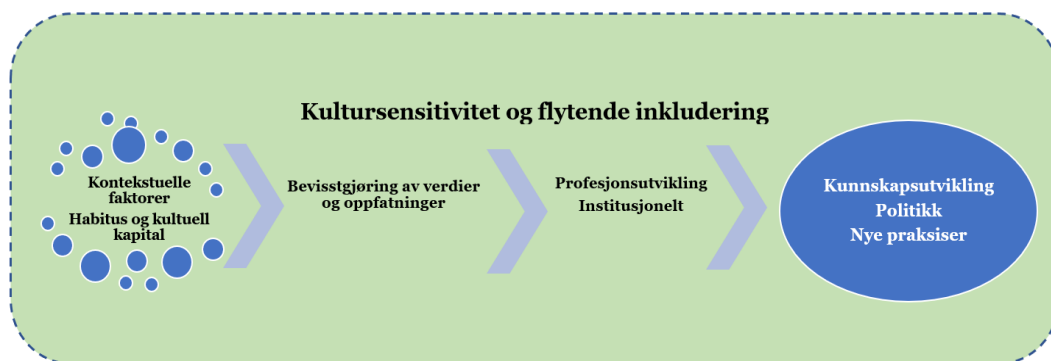 Kultursensitivitet og flytende inkludering
Kontekstuelle
faktorer
Habitus og kultuell
kapital
Bevisstgjøring av verdier
og oppfatninger
Profesjonsutvikling
Institusjonelt
Kunnskapsutvikling
Politikk
Nye praksiser